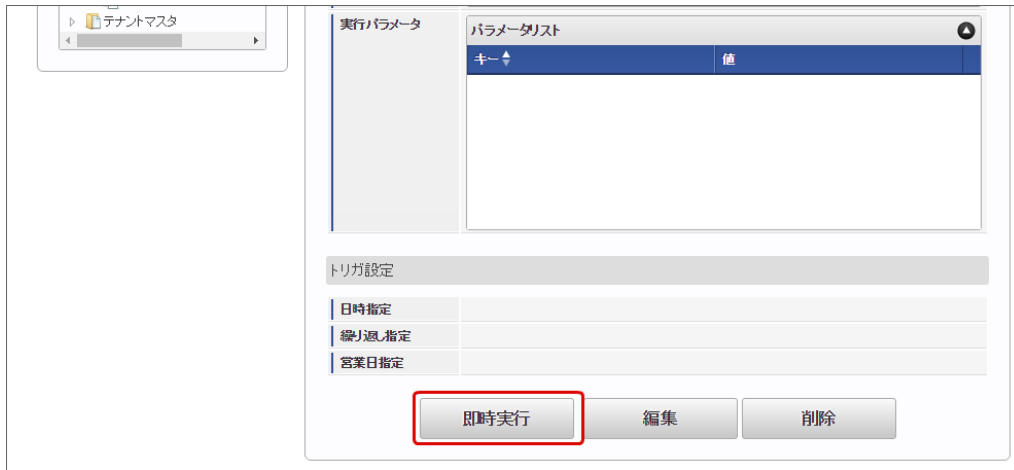 テナントマスタ
実行パラメータ
パラメータリスト
キー 値
トリガ設定
日時指定
繰り返し指定
営業日指定
即時実行 編集 削除